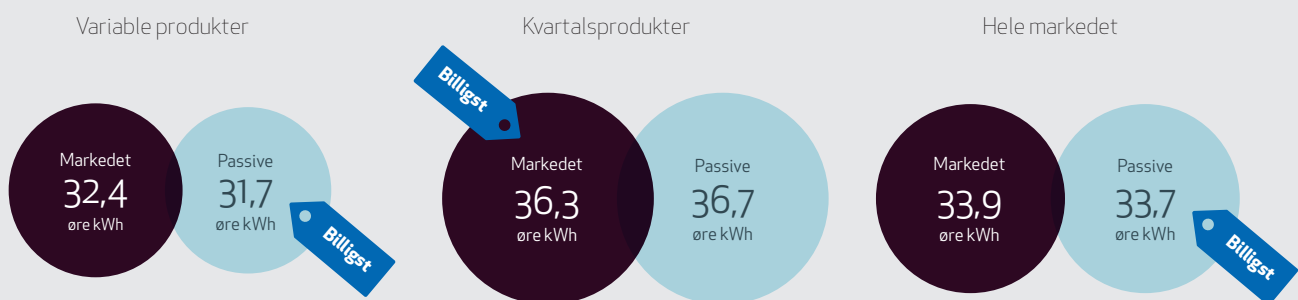 Variable produkter
Markedet
32,4
øre kWh
Passive
31,7
øre kWh
Billigst
Kvartalsprodukter
Billigst
Markedet
36,3
øre kWh
Passive
36,7
øre kWh
Hele markedet
Markedet
33,9
øre kWh
Passive
33,7
øre kWh
Billigst